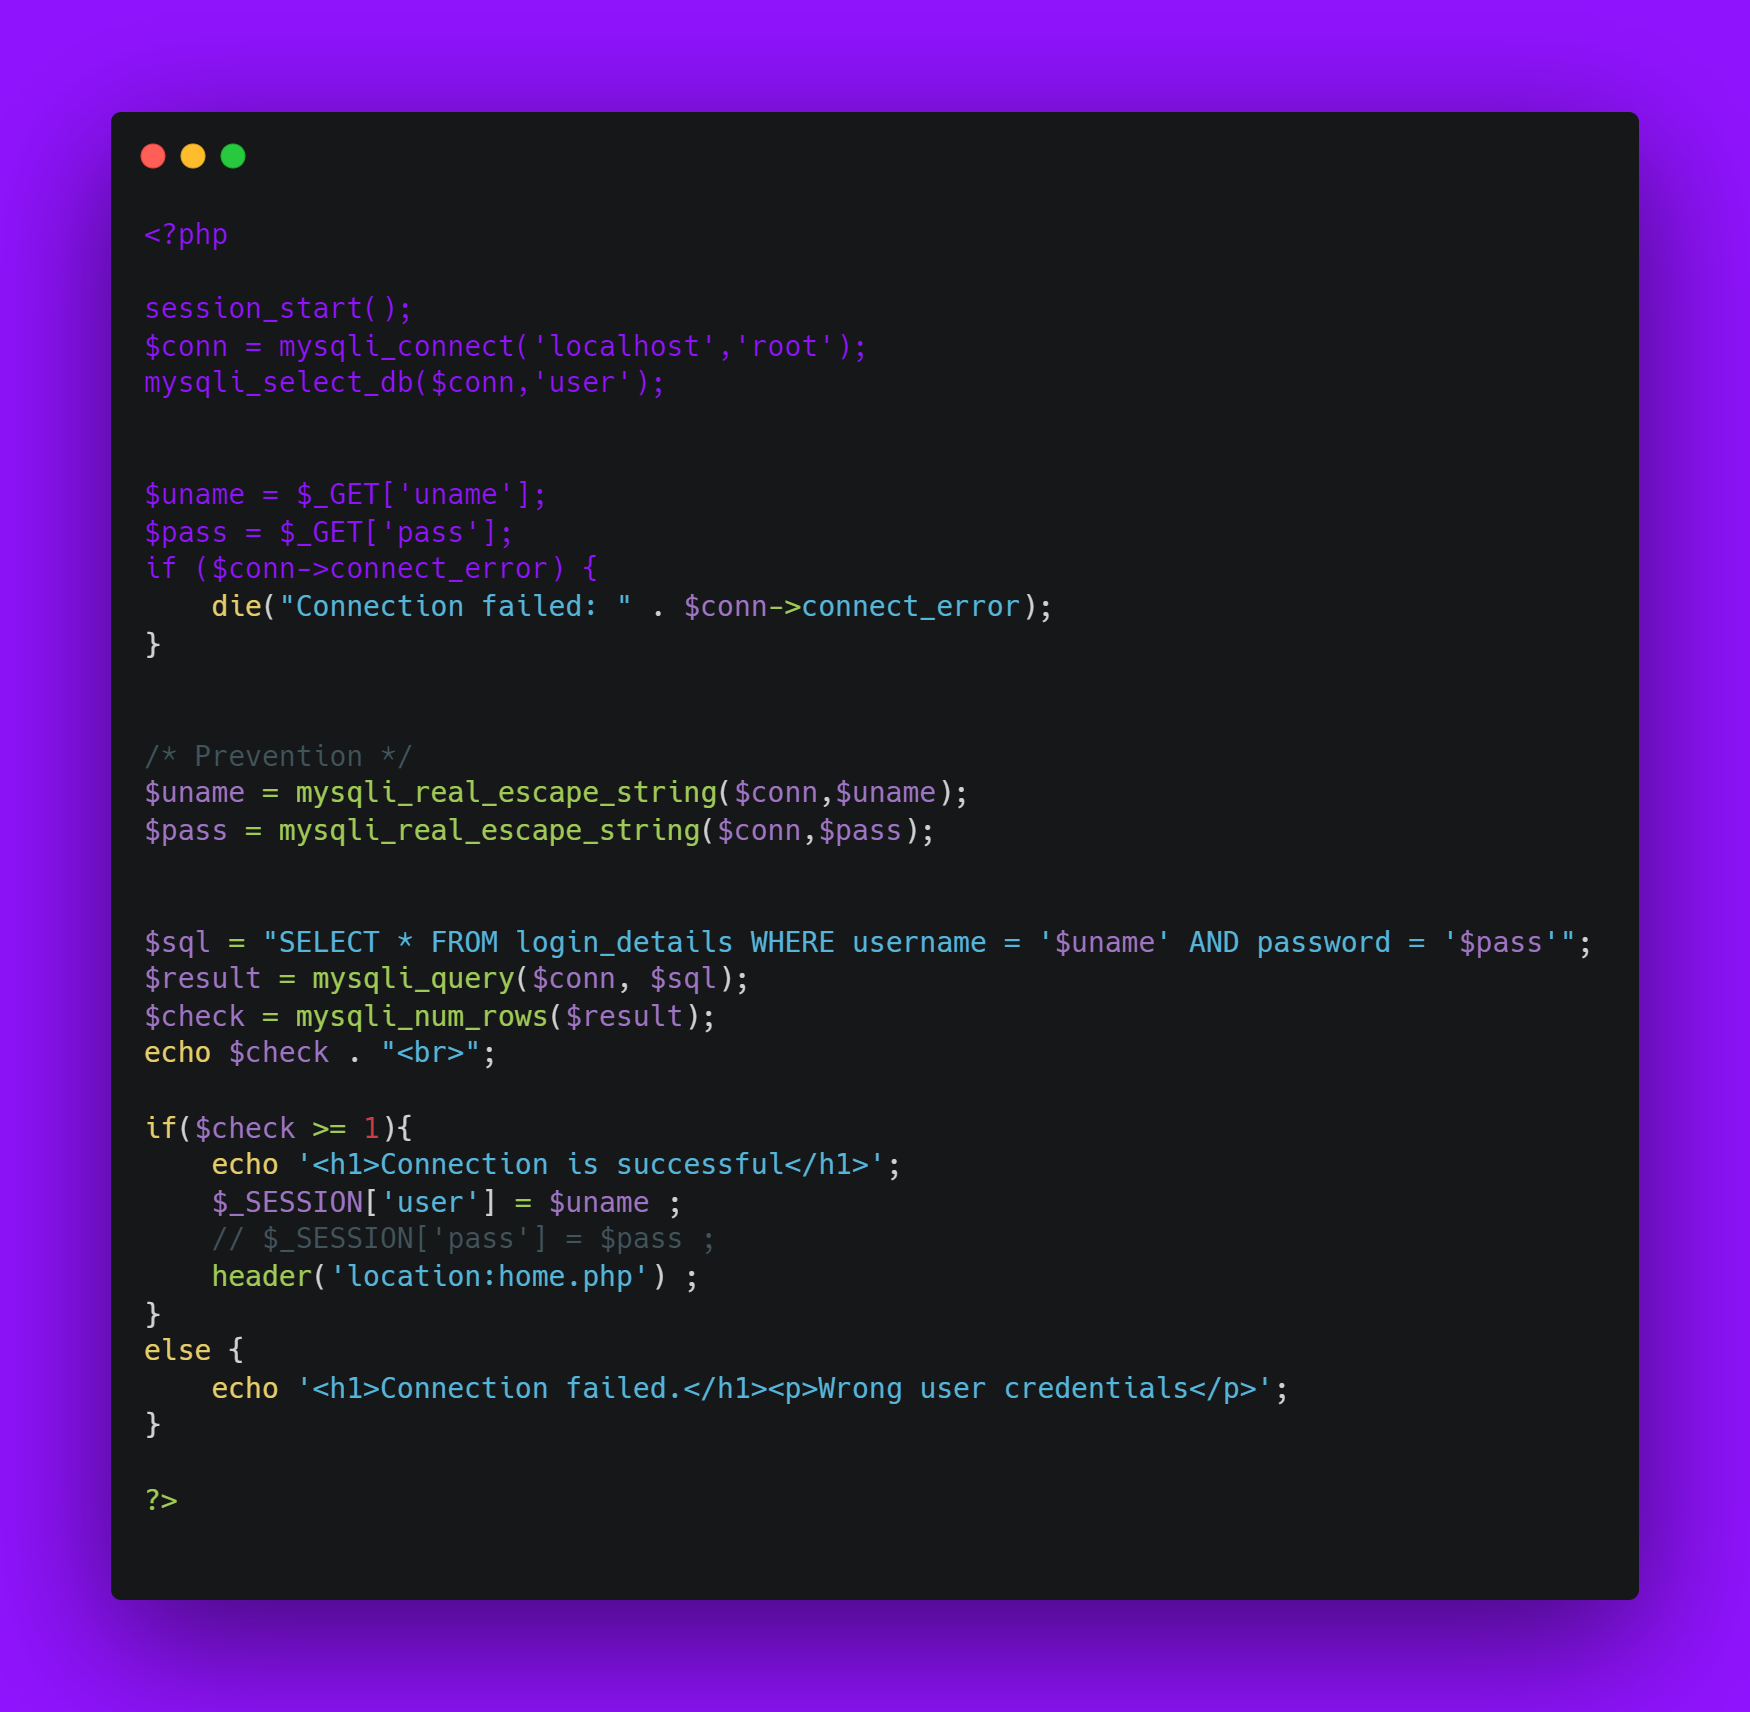 <?php
session_start();
$conn = mysqli_connect('localhost','root');
mysqli_select_db($conn,'user');
$uname = $_GET['uname'];
$pass = $_GET['pass'];
if ($conn->connect_error) {
    die("Connection failed: " . $conn->connect_error);
}
/* Prevention */
$uname = mysqli_real_escape_string($conn,$uname);
$pass = mysqli_real_escape_string($conn,$pass);
$sql = "SELECT * FROM login_details WHERE username = '$uname' AND password = '$pass'";
$result = mysqli_query($conn, $sql);
$check = mysqli_num_rows($result);
echo $check . "<br>";
if($check >= 1){
    echo '<h1>Connection is successful</h1>';
    $_SESSION['user'] = $uname ;
    // $_SESSION['pass'] = $pass ;
    header('location:home.php') ;
}
else {
    echo '<h1>Connection failed.</h1><p>Wrong user credentials</p>';
}
?>